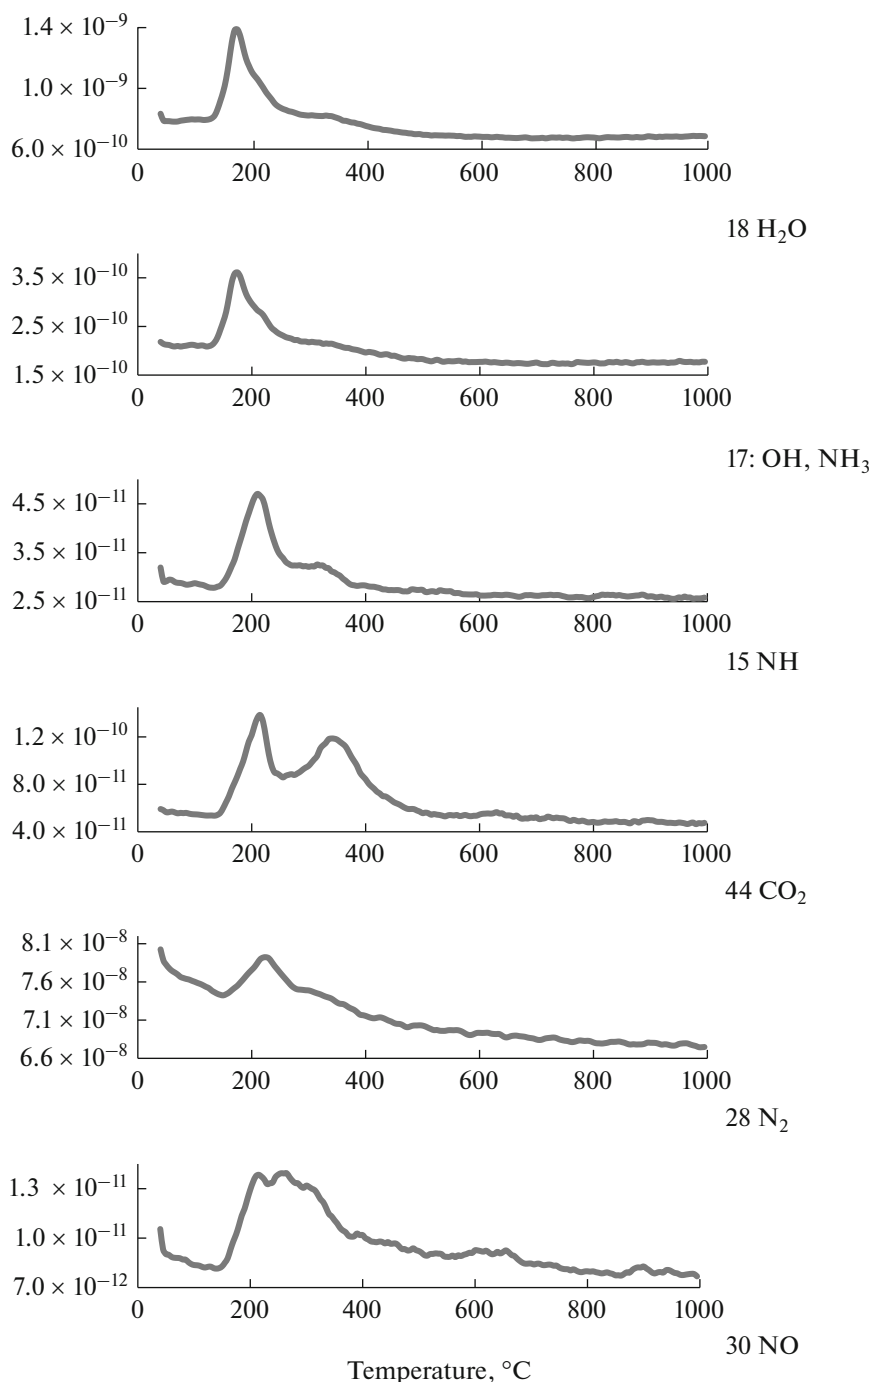 1.4 × 10⁻⁹
1.0 × 10⁻⁹
6.0 × 10⁻¹⁰
0 200 400 600 800 1000
18 H₂O
3.5 × 10⁻¹⁰
2.5 × 10⁻¹⁰
1.5 × 10⁻¹⁰
0 200 400 600 800 1000
17: OH, NH₃
4.5 × 10⁻¹¹
3.5 × 10⁻¹¹
2.5 × 10⁻¹¹
0 200 400 600 800 1000
15 NH
1.2 × 10⁻¹⁰
8.0 × 10⁻¹¹
4.0 × 10⁻¹¹
0 200 400 600 800 1000
44 CO₂
8.1 × 10⁻⁸
7.6 × 10⁻⁸
7.1 × 10⁻⁸
6.6 × 10⁻⁸
0 200 400 600 800 1000
28 N₂
1.3 × 10⁻¹¹
1.0 × 10⁻¹¹
7.0 × 10⁻¹²
0 200 400 600 800 1000
30 NO
Temperature, °C